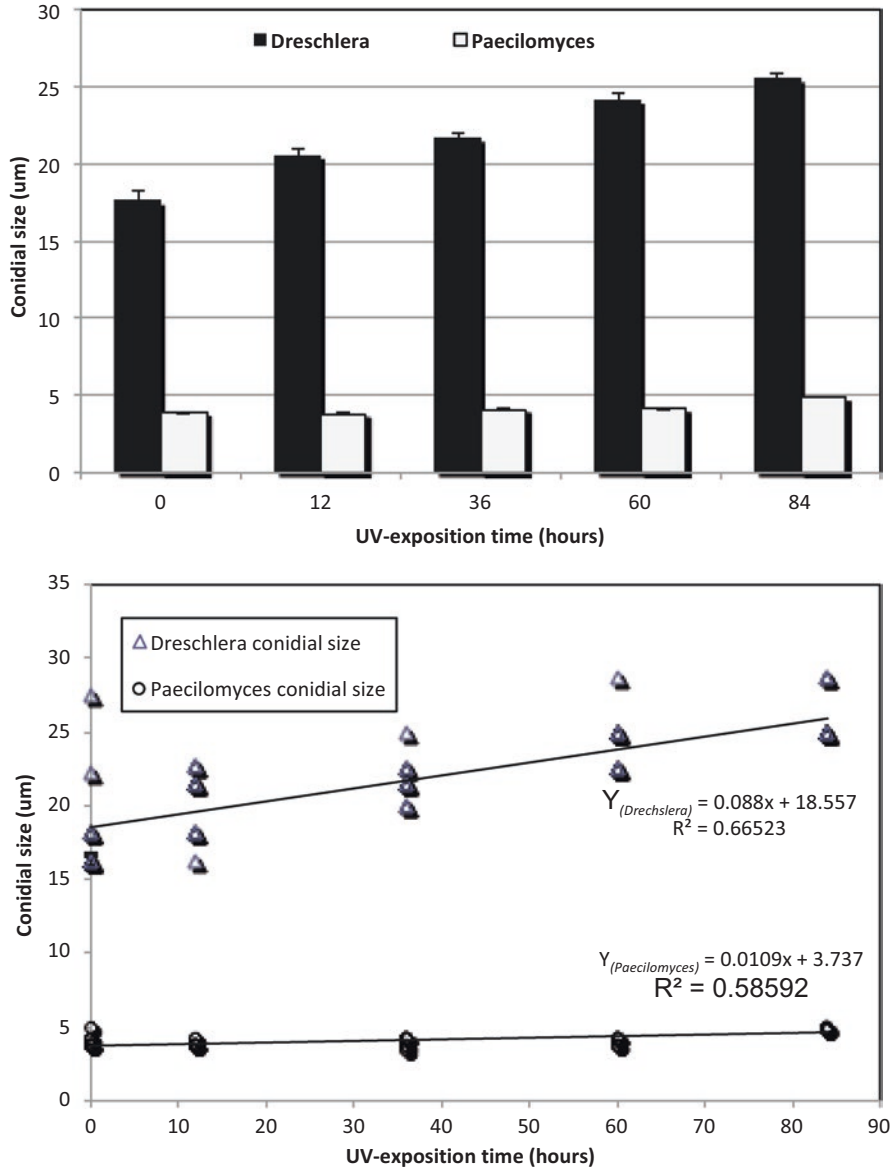 30
Dreschlera Paecilomyces
25
20
15
10
5
0
Conidial size (um)
0 12 36 60 84
UV-exposition time (hours)
35
Dreschlera conidial size
30
Paecilomyces conidial size
25
20
Y(Drechslera) = 0.088x + 18.557
R² = 0.66523
15
10
Y(Paecilomyces) = 0.0109x + 3.737
R² = 0.58592
5
0
Conidial size (um)
0 10 20 30 40 50 60 70 80 90
UV-exposition time (hours)